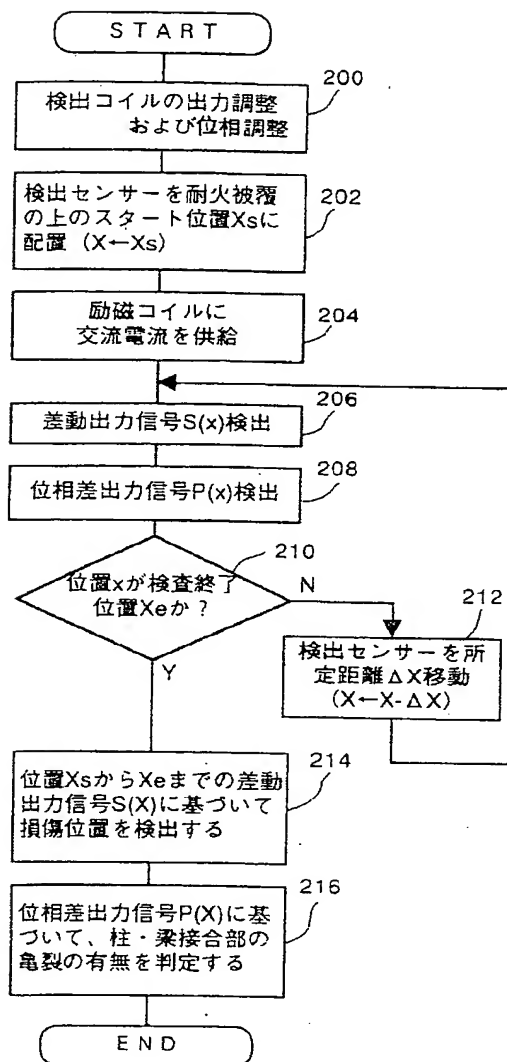 START
200
検出コイルの出力調整
および位相調整
202
検出センサーを耐火被覆
の上のスタート位置Xsに
配置 (X←Xs)
204
励磁コイルに
交流電流を供給
206
差動出力信号S(x)検出
208
位相差出力信号P(x)検出
210
位置xが検査終了
位置Xeか？
N
Y
212
検出センサーを所
定距離ΔX移動
(X←X-ΔX)
214
位置XsからXeまでの差動
出力信号S(X)に基づいて
損傷位置を検出する
216
位相差出力信号P(X)に基
づいて、柱・梁接合部の
亀裂の有無を判定する
END